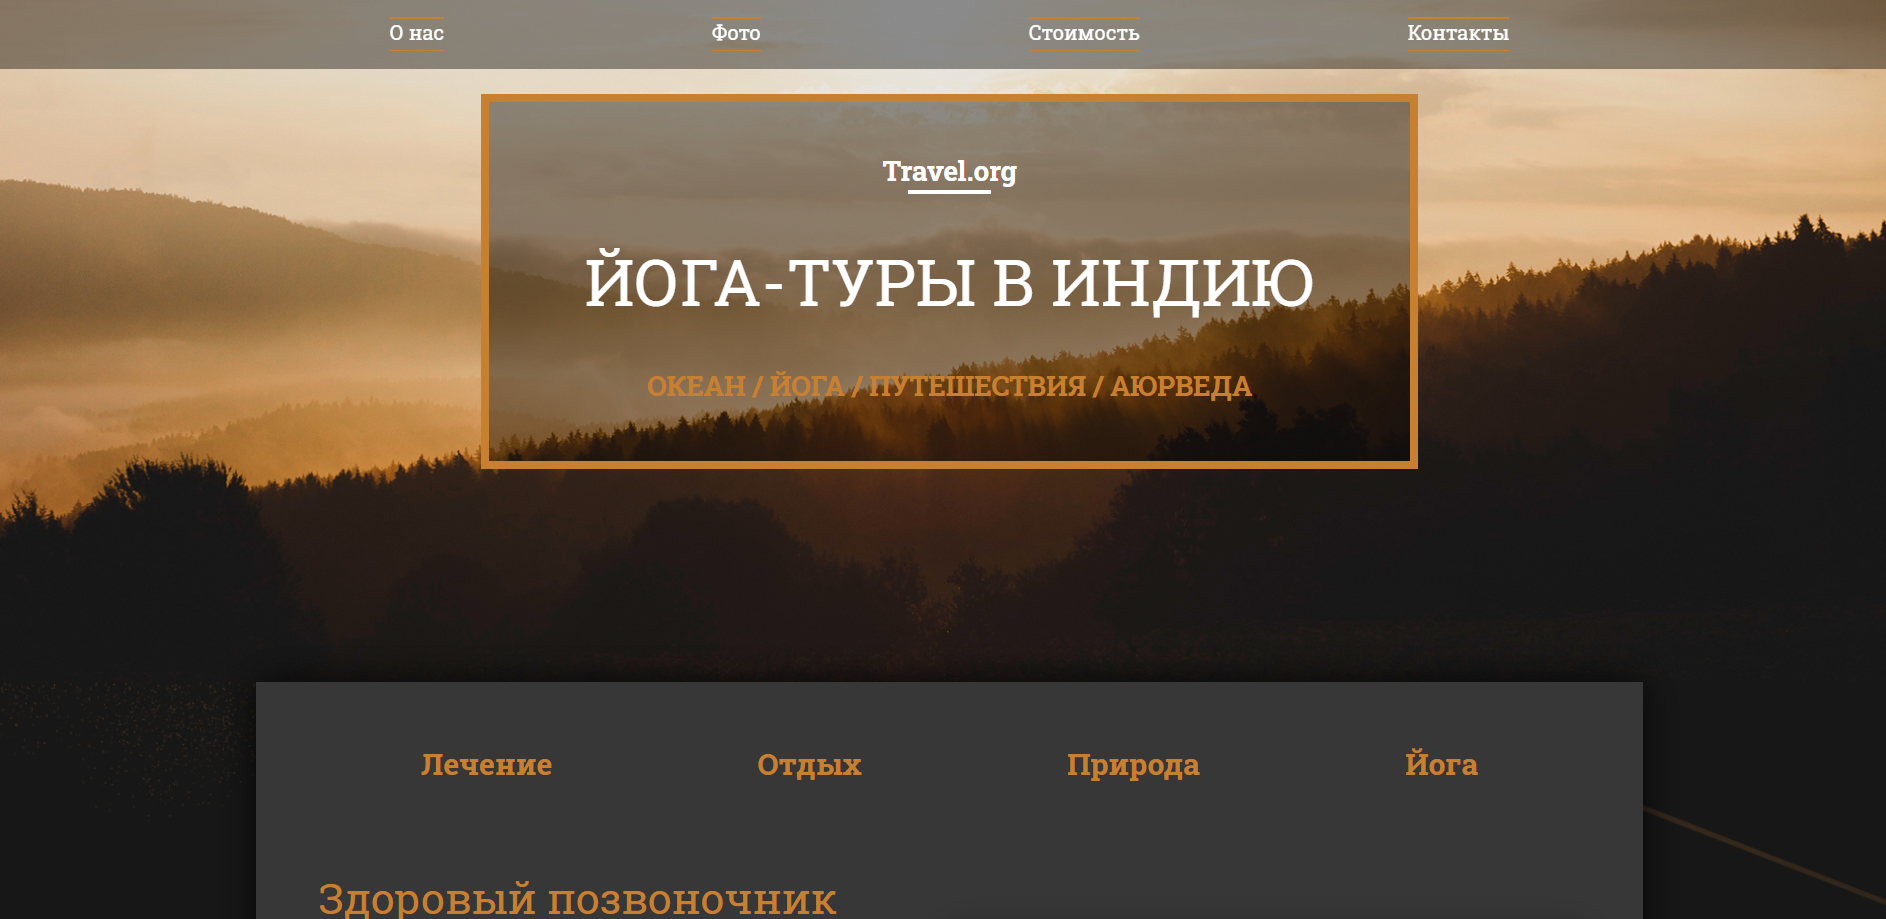 О нас Фото Стоимость Контакты
Travel.org
ЙОГА-ТУРЫ В ИНДИЮ
ОКЕАН / ЙОГА / ПУТЕШЕСТВИЯ / АЮРВЕДА
Лечение Отдых Природа Йога
Здоровый позвоночник